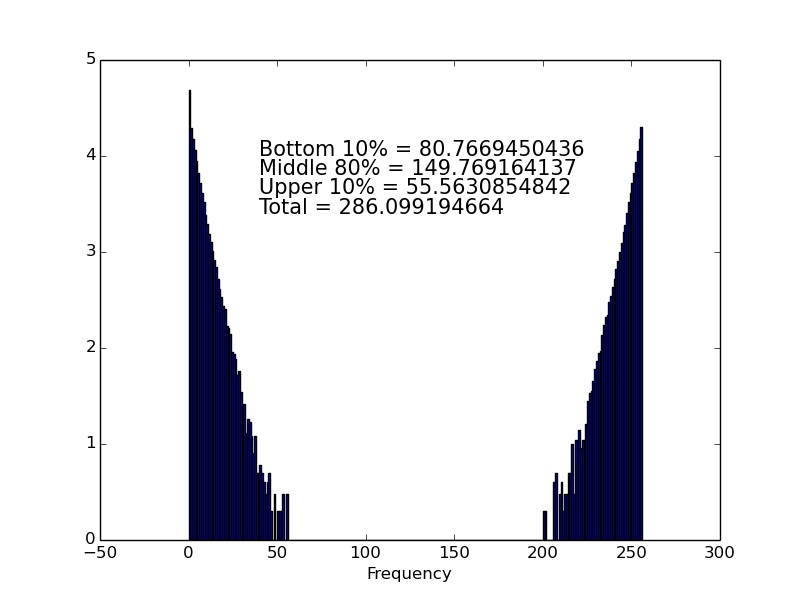 5
Bottom 10% = 80.7669450436
4
Middle 80% = 149.769164137
Upper 10% = 55.5630854842
Total = 286.099194664
3
2
1
0
−50 0 50 100 150 200 250 300
Frequency